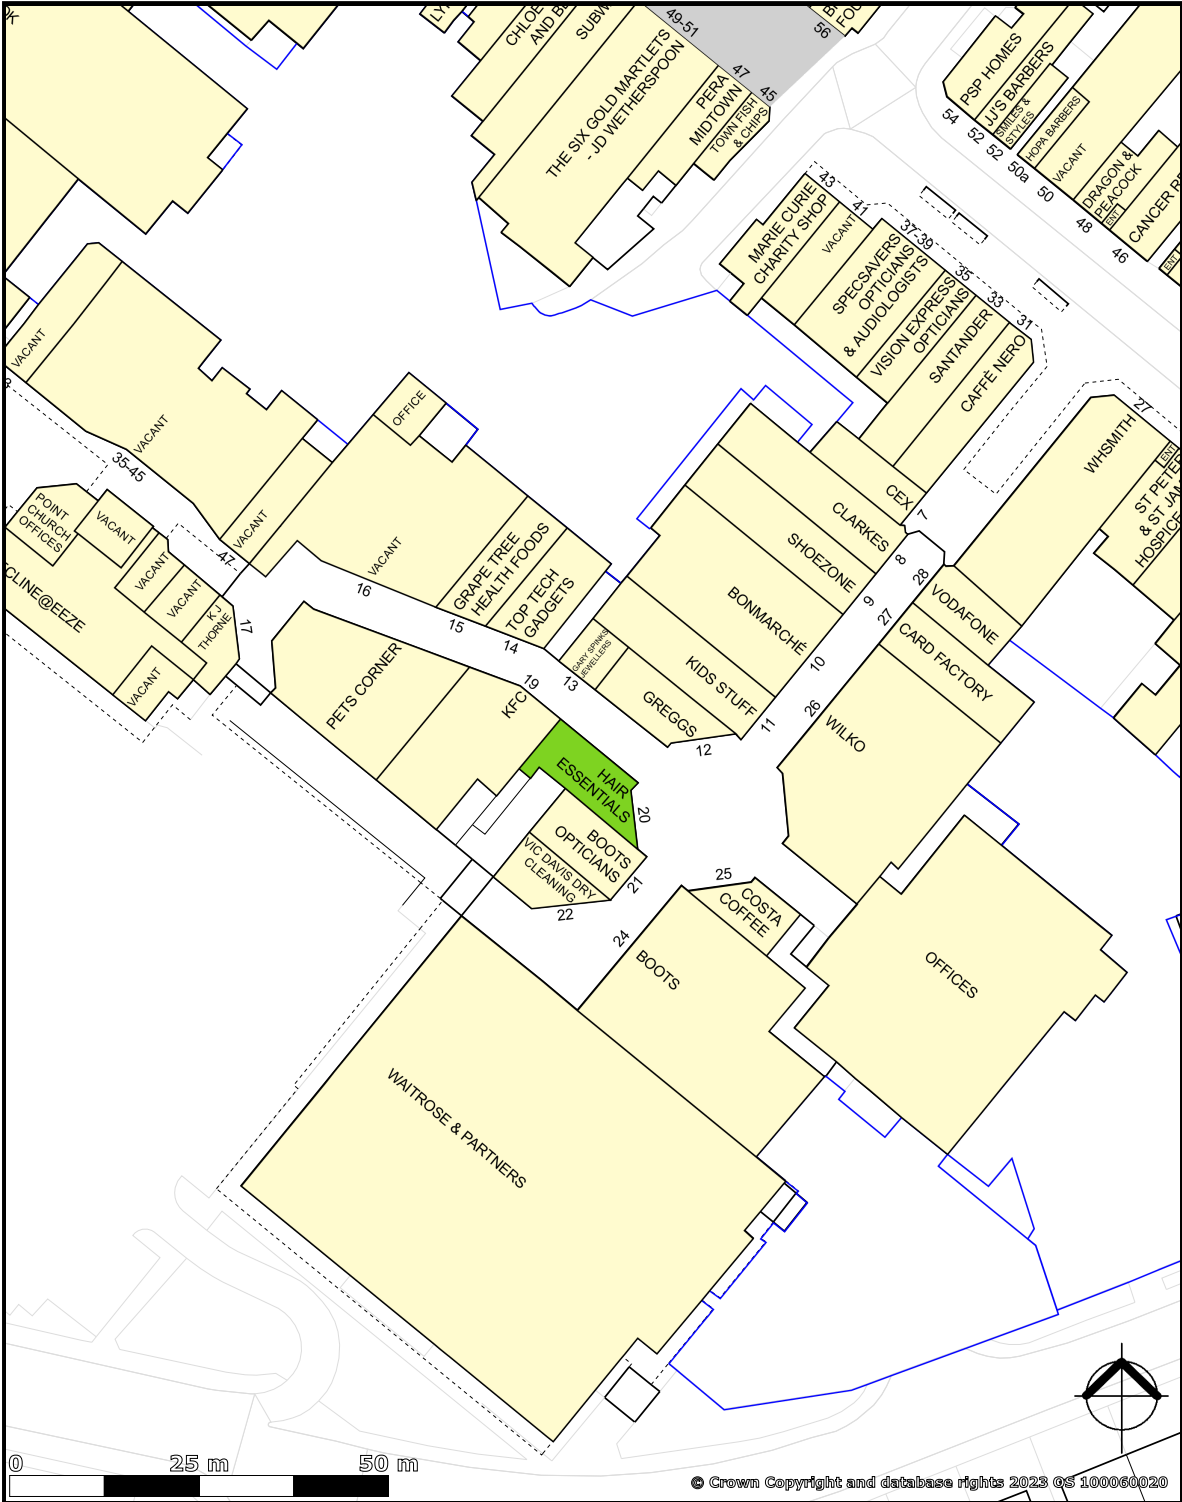 49-51
56
SUBW
THE SIX GOLD MARTLETS
- JD WETHERSPOON
47
45
PERA
MIDTOWN
TOWN FISH
& CHIPS
PSP HOMES
JJ'S BARBERS
SMILES &
STYLES
HOPA BARBERS
VACANT
DRAGON &
PEACOCK
ENT
CANCER RE
ENT
54
52
52
50a
50
48
46
43
41
37-39
35
33
31
MARIE CURIE
CHARITY SHOP
VACANT
SPECSAVERS
OPTICIANS
& AUDIOLOGISTS
VISION EXPRESS
OPTICIANS
SANTANDER
CAFFÈ NERO
27
WHSMITH
ENT
ST PETE
& ST JAM
HOSPICE
VACANT
VACANT
OFFICE
35-45
POINT
CHURCH
OFFICES
VACANT
VACANT
VACANT
K J
THORNE
CLINE@EEZE
VACANT
47
17
VACANT
VACANT
16
GRAPE TREE
HEALTH FOODS
15
TOP TECH
GADGETS
14
GARY SPINKS
JEWELLERS
13
CEX
7
CLARKES
8
SHOEZONE
9
BONMARCHÉ
10
KIDS STUFF
11
GREGGS
12
28
VODAFONE
27
CARD FACTORY
26
WILKO
PETS CORNER
19
KFC
HAIR
ESSENTIALS
20
BOOTS
OPTICIANS
21
VIC DAVIS DRY
CLEANING
22
25
COSTA
COFFEE
24
BOOTS
OFFICES
WAITROSE & PARTNERS
0
25 m
50 m
© Crown Copyright and database rights 2023 OS 100060020